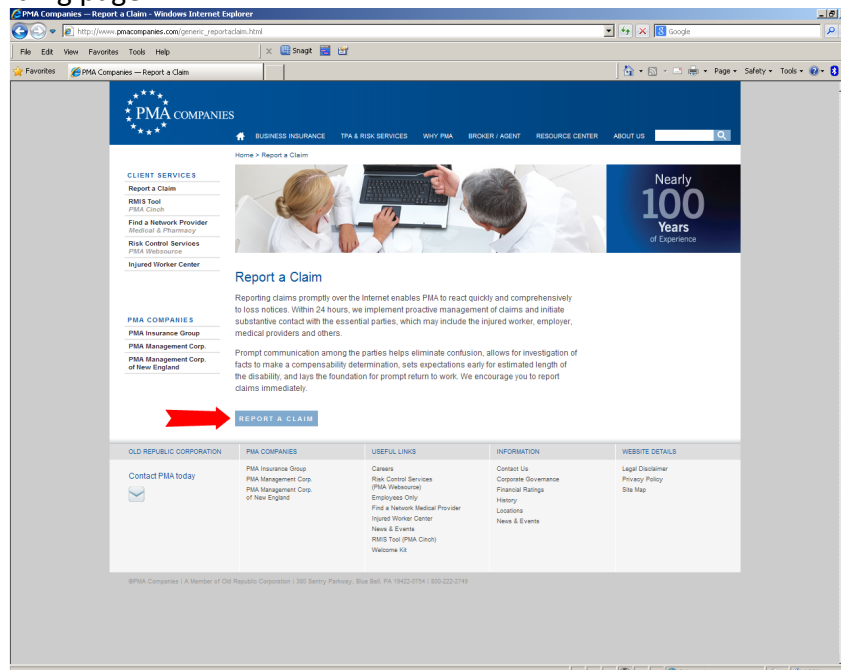 PMA Companies — Report a Claim - Windows Internet Explorer
http://www.pmacompanies.com/generic_reportaclaim.html
Google
File Edit View Favorites Tools Help
x Snagit
Favorites
PMA Companies — Report a Claim
Page Safety Tools
PMA COMPANIES
BUSINESS INSURANCE TPA & RISK SERVICES WHY PMA BROKER / AGENT RESOURCE CENTER ABOUT US
Home > Report a Claim
CLIENT SERVICES
Report a Claim
RMIS Tool
PMA Cinch
Find a Network Provider
Medical & Pharmacy
Risk Control Services
PMA Websource
Injured Worker Center
Nearly
100
Years
of Experience
PMA COMPANIES
PMA Insurance Group
PMA Management Corp.
PMA Management Corp.
of New England
Report a Claim
Reporting claims promptly over the Internet enables PMA to react quickly and comprehensively
to loss notices. Within 24 hours, we implement proactive management of claims and initiate
substantive contact with the essential parties, which may include the injured worker, employer,
medical providers and others.
Prompt communication among the parties helps eliminate confusion, allows for investigation of
facts to make a compensability determination, sets expectations early for estimated length of
the disability, and lays the foundation for prompt return to work. We encourage you to report
claims immediately.
REPORT A CLAIM
OLD REPUBLIC CORPORATION
Contact PMA today
PMA COMPANIES
PMA Insurance Group
PMA Management Corp.
PMA Management Corp.
of New England
USEFUL LINKS
Careers
Risk Control Services
(PMA Websource)
Employees Only
Find a Network Medical Provider
Injured Worker Center
News & Events
RMIS Tool (PMA Cinch)
Welcome Kit
INFORMATION
Contact Us
Corporate Governance
Financial Ratings
History
Locations
News & Events
WEBSITE DETAILS
Legal Disclaimer
Privacy Policy
Site Map
©PMA Companies | A Member of Old Republic Corporation | 380 Sentry Parkway, Blue Bell, PA 19422-0754 | 800-222-2749